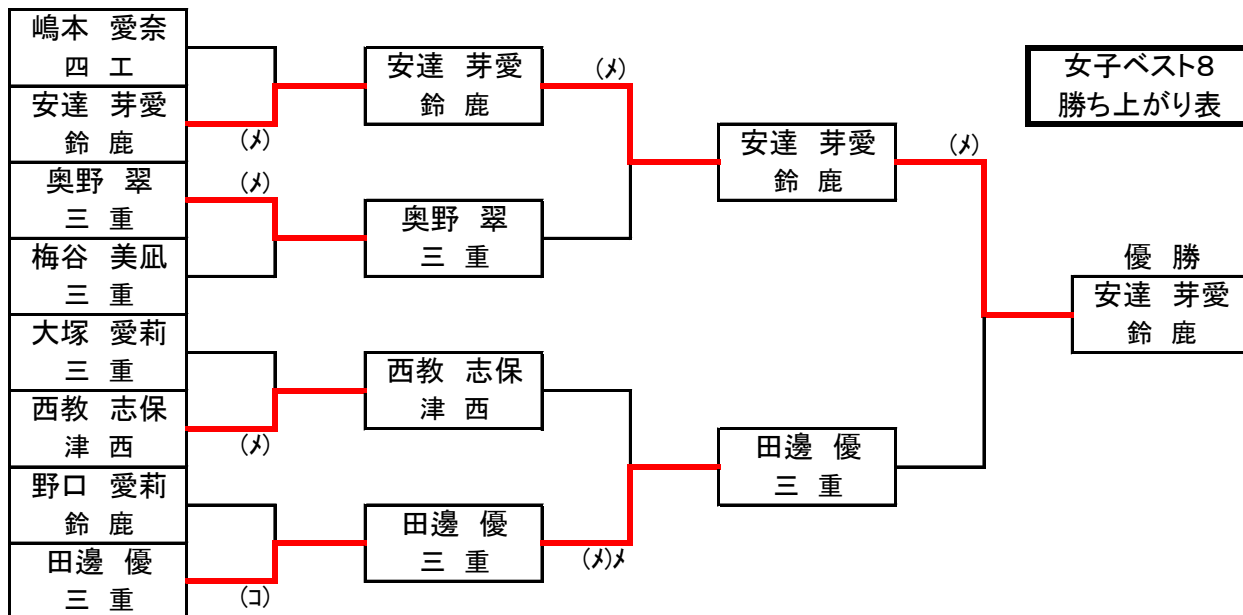 嶋本 愛奈
四 工
安達 芽愛
鈴 鹿
(メ)
奥野 翠
三 重
(メ)
梅谷 美凪
三 重
大塚 愛莉
三 重
西教 志保
津 西
(メ)
野口 愛莉
鈴 鹿
田邊 優
三 重
(コ)
安達 芽愛
鈴 鹿
(メ)
奥野 翠
三 重
西教 志保
津 西
田邊 優
三 重
(メ)メ
安達 芽愛
鈴 鹿
(メ)
田邊 優
三 重
女子ベスト8
勝ち上がり表
優 勝
安達 芽愛
鈴 鹿